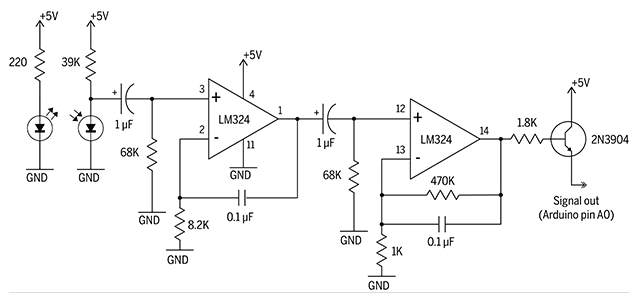 +5V
+5V
220
39K
+
1 µF
GND
GND
68K
GND
+5V
3
4
+
LM324
1
2
-
11
GND
0.1 µF
8.2K
GND
+
1 µF
68K
GND
12
+
LM324
14
13
-
470K
0.1 µF
1K
GND
1.8K
+5V
2N3904
Signal out
(Arduino pin A0)